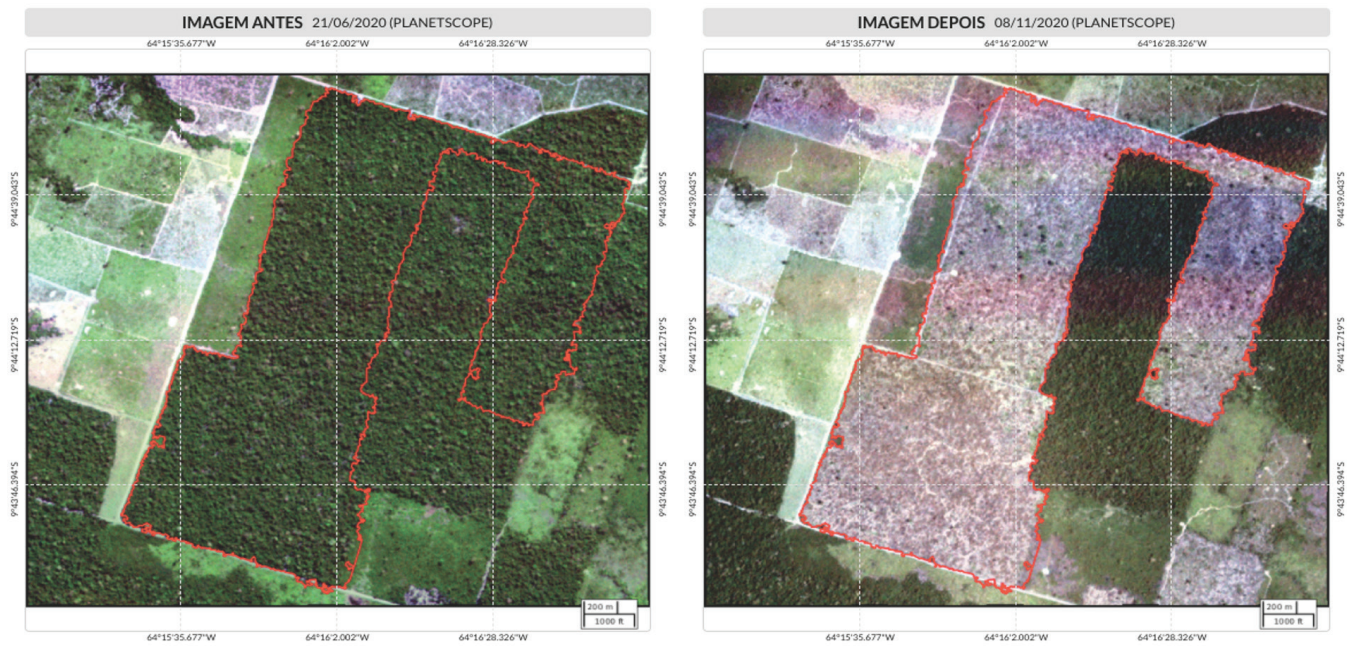 IMAGEM ANTES 21/06/2020 (PLANETSCOPE)
64°15'35.677"W 64°16'2.002"W 64°16'28.326"W
9°44'39.043"S 9°44'39.043"S
9°44'12.719"S 9°44'12.719"S
9°43'46.394"S 9°43'46.394"S
200 m
1000 ft
64°15'35.677"W 64°16'2.002"W 64°16'28.326"W
IMAGEM DEPOIS 08/11/2020 (PLANETSCOPE)
64°15'35.677"W 64°16'2.002"W 64°16'28.326"W
9°44'39.043"S 9°44'39.043"S
9°44'12.719"S 9°44'12.719"S
9°43'46.394"S 9°43'46.394"S
200 m
1000 ft
64°15'35.677"W 64°16'2.002"W 64°16'28.326"W